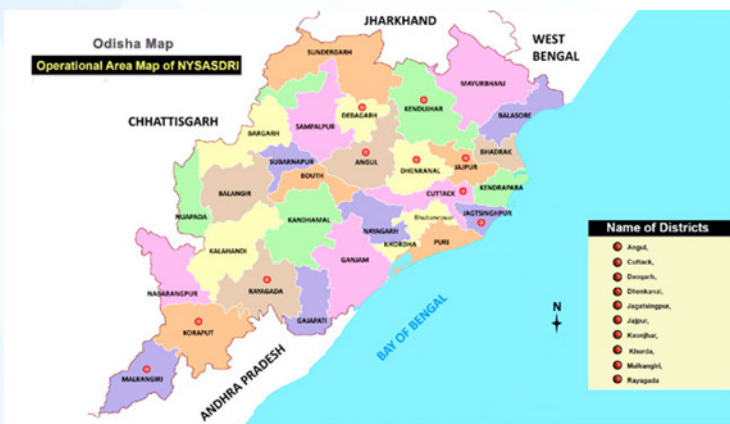 JHARKHAND
Odisha Map
WEST
BENGAL
Operational Area Map of NYSASDRI
SUNDERGARH
MAYURBHANJ
KENDUJHAR
DEBAGARH
BALASORE
CHHATTISGARH
SAMPALPUR
BARGARH
BHADRAK
ANGUL
SUBARNAPUR
DHENKANAL
JAJPUR
BOUTH
KENDRAPARA
BALANGIR
CUTTACK
NUAPADA
KANDHAMAL
JAGTSINGHPUR
NAYAGARH
KHORDHA
PURI
KALAHANDI
GANJAM
NABARANGPUR
RAYAGADA
GAJAPATI
KORAPUT
MALKANGIRI
ANDHRA PRADESH
BAY OF BENGAL
N
Name of Districts
Angul,
Cuttack,
Deogarh,
Dhenkanal,
Jagatsingpur,
Jajpur,
Keonjhar,
Khurda,
Malkangiri,
Rayagada